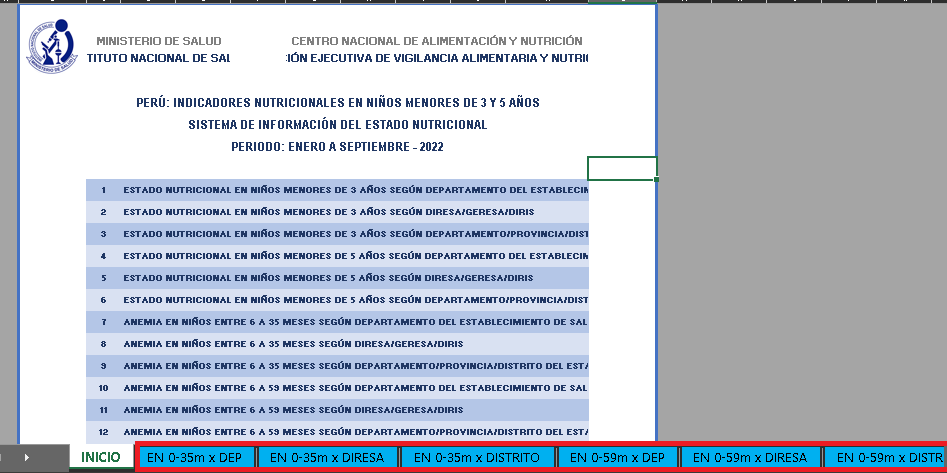 MINISTERIO DE SALUD
CENTRO NACIONAL DE ALIMENTACIÓN Y NUTRICIÓN
TITUTO NACIONAL DE SAL
IÓN EJECUTIVA DE VIGILANCIA ALIMENTARIA Y NUTRI
PERÚ: INDICADORES NUTRICIONALES EN NIÑOS MENORES DE 3 Y 5 AÑOS
SISTEMA DE INFORMACIÓN DEL ESTADO NUTRICIONAL
PERIODO: ENERO A SEPTIEMBRE - 2022
1 ESTADO NUTRICIONAL EN NIÑOS MENORES DE 3 AÑOS SEGÚN DEPARTAMENTO DEL ESTABLECIM
2 ESTADO NUTRICIONAL EN NIÑOS MENORES DE 3 AÑOS SEGÚN DIRESA/GERESA/DIRIS
3 ESTADO NUTRICIONAL EN NIÑOS MENORES DE 3 AÑOS SEGÚN DEPARTAMENTO/PROVINCIA/DIST
4 ESTADO NUTRICIONAL EN NIÑOS MENORES DE 5 AÑOS SEGÚN DEPARTAMENTO DEL ESTABLECIM
5 ESTADO NUTRICIONAL EN NIÑOS MENORES DE 5 AÑOS SEGÚN DIRESA/GERESA/DIRIS
6 ESTADO NUTRICIONAL EN NIÑOS MENORES DE 5 AÑOS SEGÚN DEPARTAMENTO/PROVINCIA/DIST
7 ANEMIA EN NIÑOS ENTRE 6 A 35 MESES SEGÚN DEPARTAMENTO DEL ESTABLECIMIENTO DE SAL
8 ANEMIA EN NIÑOS ENTRE 6 A 35 MESES SEGÚN DIRESA/GERESA/DIRIS
9 ANEMIA EN NIÑOS ENTRE 6 A 35 MESES SEGÚN DEPARTAMENTO/PROVINCIA/DISTRITO DEL ESTA
10 ANEMIA EN NIÑOS ENTRE 6 A 59 MESES SEGÚN DEPARTAMENTO DEL ESTABLECIMIENTO DE SAL
11 ANEMIA EN NIÑOS ENTRE 6 A 59 MESES SEGÚN DIRESA/GERESA/DIRIS
12 ANEMIA EN NIÑOS ENTRE 6 A 59 MESES SEGÚN DEPARTAMENTO/PROVINCIA/DISTRITO DEL ESTA
INICIO EN 0-35m x DEP EN 0-35m x DIRESA EN 0-35m x DISTRITO EN 0-59m x DEP EN 0-59m x DIRESA EN 0-59m x DISTR